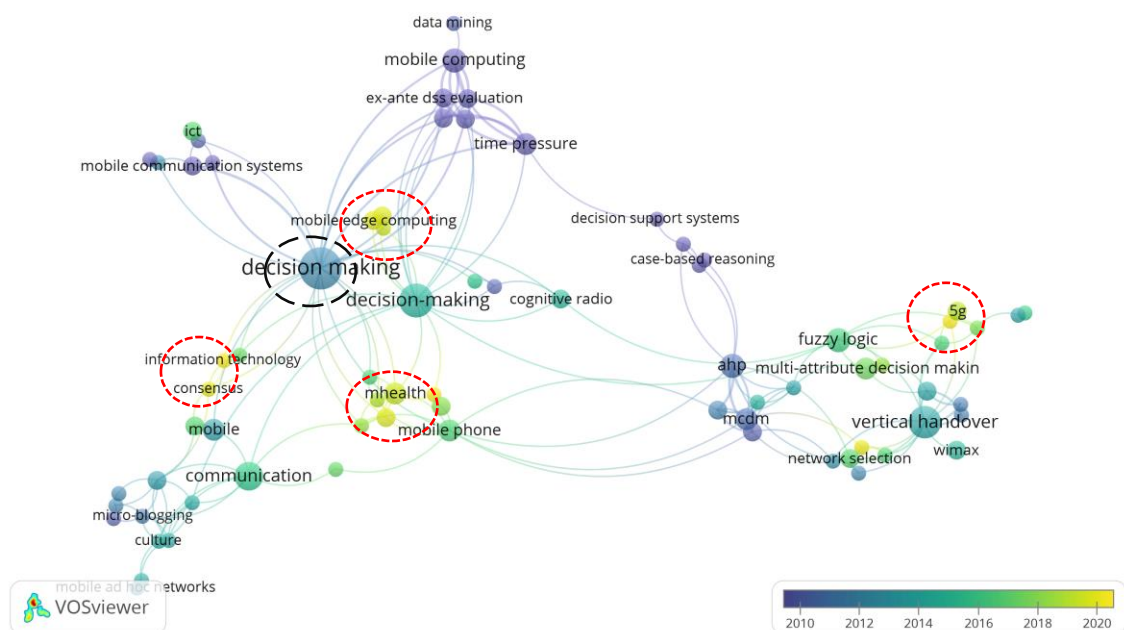 data mining
mobile computing
ex-ante dss evaluation
ict
time pressure
mobile communication systems
mobile edge computing
decision support systems
case-based reasoning
decision making
decision-making
cognitive radio
5g
fuzzy logic
information technology
ahp
multi-attribute decision makin
consensus
mhealth
mcdm
vertical handover
mobile
mobile phone
wimax
network selection
communication
micro-blogging
culture
mobile ad hoc networks
VOSviewer
2010
2012
2014
2016
2018
2020